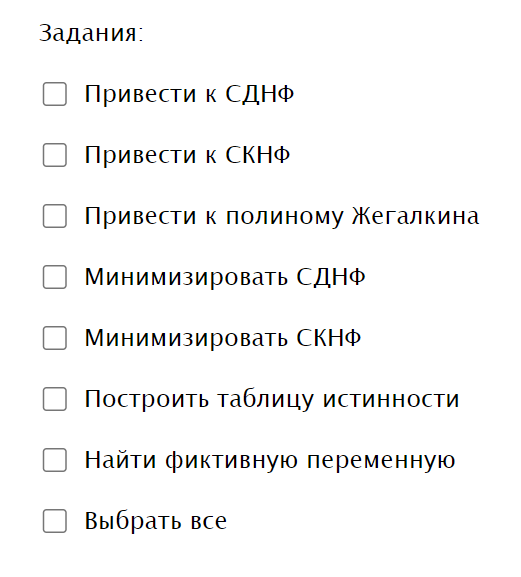 Задания:
Привести к СДНФ
Привести к СКНФ
Привести к полиному Жегалкина
Минимизировать СДНФ
Минимизировать СКНФ
Построить таблицу истинности
Найти фиктивную переменную
Выбрать все